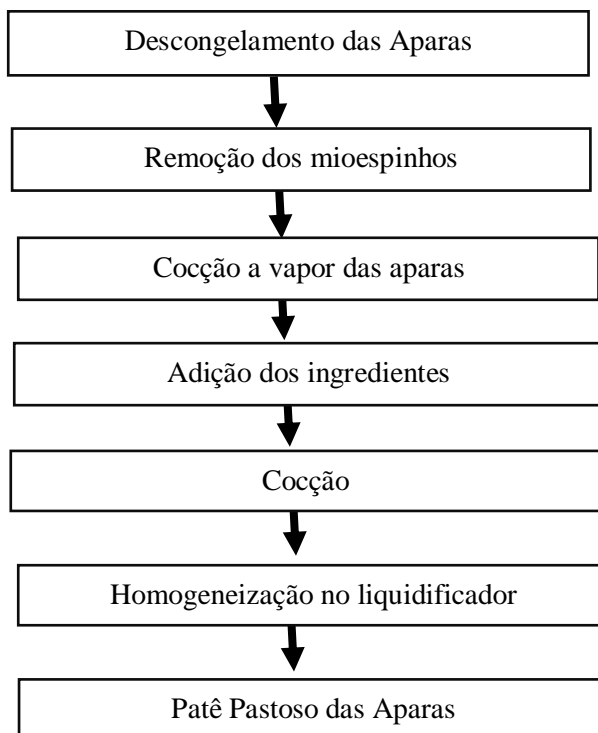 Descongelamento das Aparas
Remoção dos mioespinhos
Cocção a vapor das aparas
Adição dos ingredientes
Cocção
Homogeneização no liquidificador
Patê Pastoso das Aparas